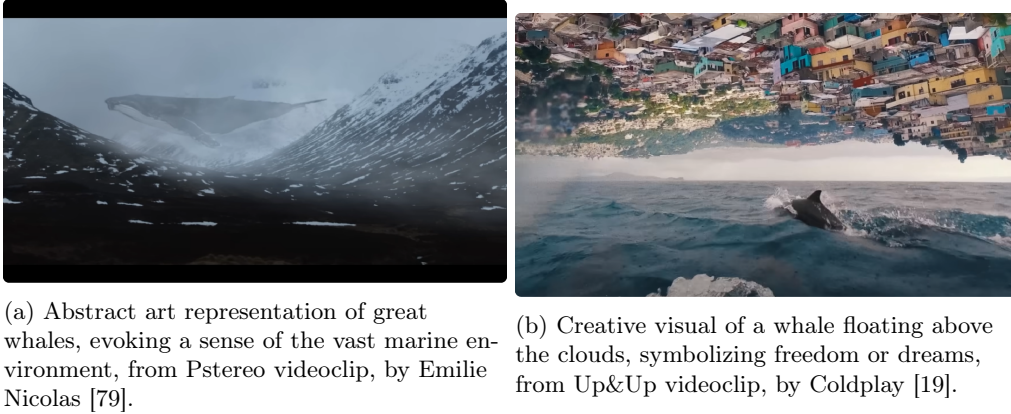 (a) Abstract art representation of great
whales, evoking a sense of the vast marine en-
vironment, from Pstereo videoclip, by Emilie
Nicolas [79].
(b) Creative visual of a whale floating above
the clouds, symbolizing freedom or dreams,
from Up&Up videoclip, by Coldplay [19].